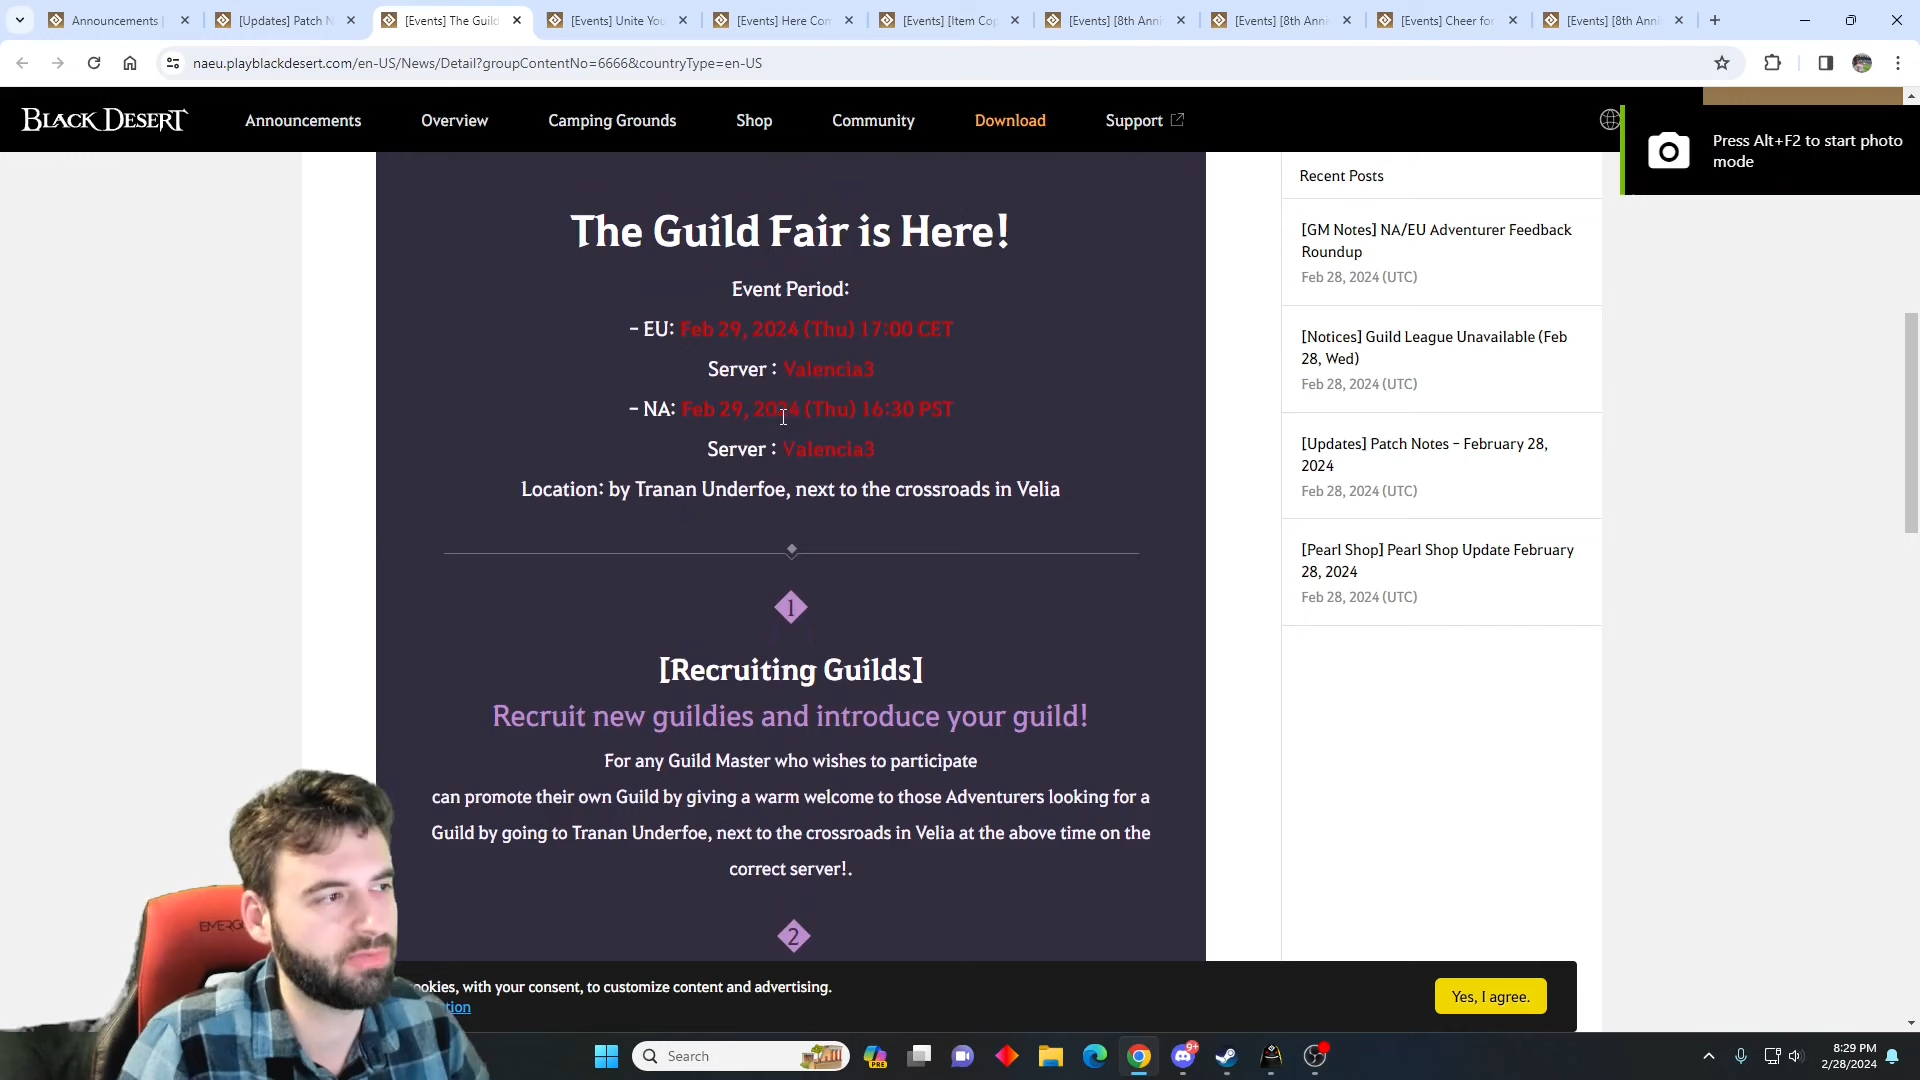 Announcements |
[Updates] Patch N
[Events] The Guild
[Events] Unite You
[Events] Here Com
[Events] [Item Cop
[Events] [8th Anni
[Events] [8th Anni
[Events] Cheer for
[Events] [8th Anni
naeu.playblackdesert.com/en-US/News/Detail?groupContentNo=6666&countryType=en-US
BLACK DESERT
Announcements
Overview
Camping Grounds
Shop
Community
Download
Support
Press Alt+F2 to start photo
mode
The Guild Fair is Here!
Event Period:
- EU: Feb 29, 2024 (Thu) 17:00 CET
Server : Valencia3
- NA: Feb 29, 2024 (Thu) 16:30 PST
Server : Valencia3
Location: by Tranan Underfoe, next to the crossroads in Velia
1
[Recruiting Guilds]
Recruit new guildies and introduce your guild!
For any Guild Master who wishes to participate
can promote their own Guild by giving a warm welcome to those Adventurers looking for a
Guild by going to Tranan Underfoe, next to the crossroads in Velia at the above time on the
correct server!.
2
Recent Posts
[GM Notes] NA/EU Adventurer Feedback
Roundup
Feb 28, 2024 (UTC)
[Notices] Guild League Unavailable (Feb
28, Wed)
Feb 28, 2024 (UTC)
[Updates] Patch Notes - February 28,
2024
Feb 28, 2024 (UTC)
[Pearl Shop] Pearl Shop Update February
28, 2024
Feb 28, 2024 (UTC)
ookies, with your consent, to customize content and advertising.
tion
Yes, I agree.
EMERG
Search
PRE
9+
8:29 PM
2/28/2024